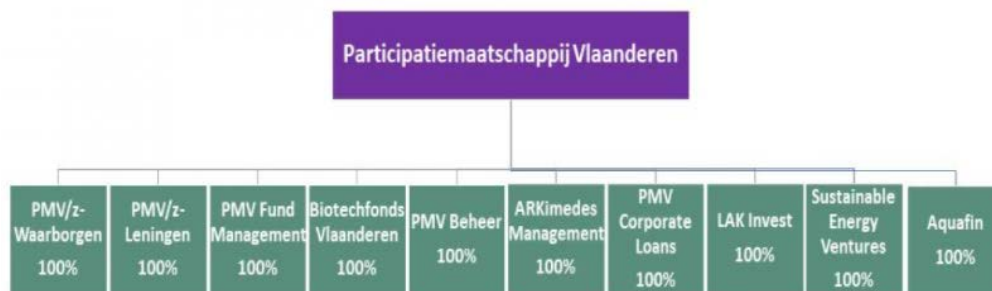 Participatiemaatschappij Vlaanderen
PMV/z-
Waarborgen
100%
PMV/z-
Leningen
100%
PMV Fund
Management
100%
Biotechfonds
Vlaanderen
100%
PMV Beheer
100%
ARKimedes
Management
100%
PMV
Corporate
Loans
100%
LAK Invest
100%
Sustainable
Energy
Ventures
100%
Aquafin
100%